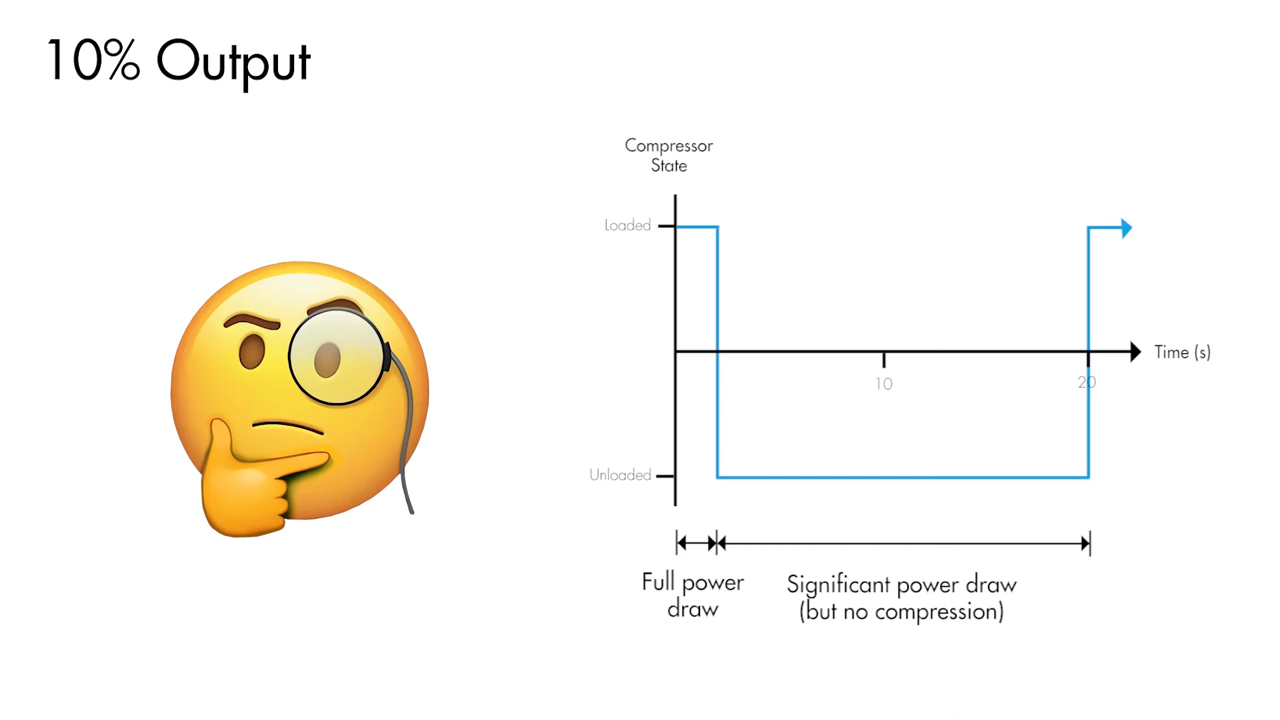 10% Output
Compressor
State
Loaded
Time (s)
10
20
Unloaded
Full power
draw
Significant power draw
(but no compression)